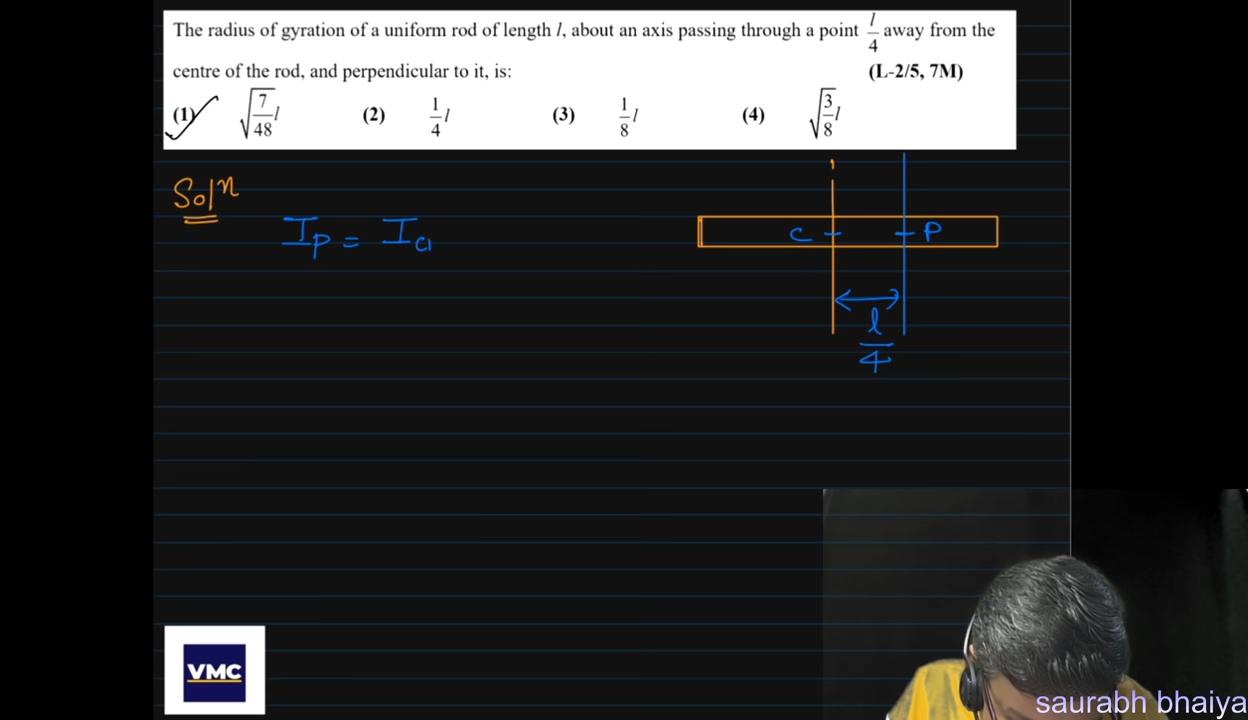 The radius of gyration of a uniform rod of length l, about an axis passing through a point l/4 away from the
centre of the rod, and perpendicular to it, is: (L-2/5, 7M)
(1) √(7/48) l (2) 1/4 l (3) 1/8 l (4) √(3/8) l
Solⁿ
I_P = I_C
C P
l/4
VMC
saurabh bhaiya